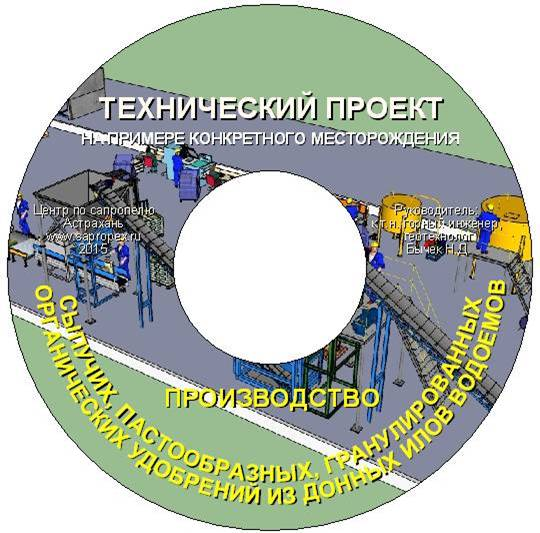 ТЕХНИЧЕСКИЙ ПРОЕКТ
НА ПРИМЕРЕ КОНКРЕТНОГО МЕСТОРОЖДЕНИЯ
Центр по сапропелю
Астрахань
www.sapropex.ru
2015
Руководитель:
к.т.н. Горный инженер
геотехнолог
Бычек Н.Д.
ПРОИЗВОДСТВО
СЫПУЧИХ, ПАСТООБРАЗНЫХ, ГРАНУЛИРОВАННЫХ
ОРГАНИЧЕСКИХ УДОБРЕНИЙ ИЗ ДОННЫХ ИЛОВ ВОДОЕМОВ